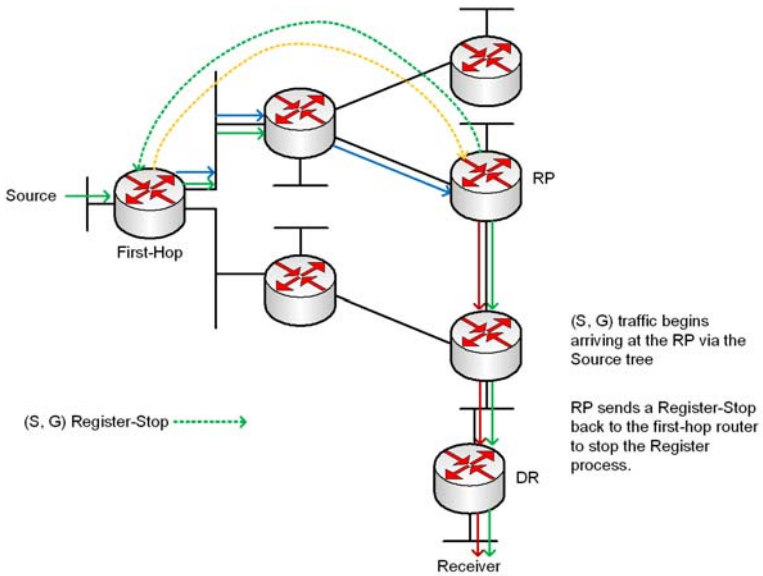 RP
Source
First-Hop
(S, G) traffic begins
arriving at the RP via the
Source tree
(S, G) Register-Stop
RP sends a Register-Stop
back to the first-hop router
to stop the Register
process.
DR
Receiver